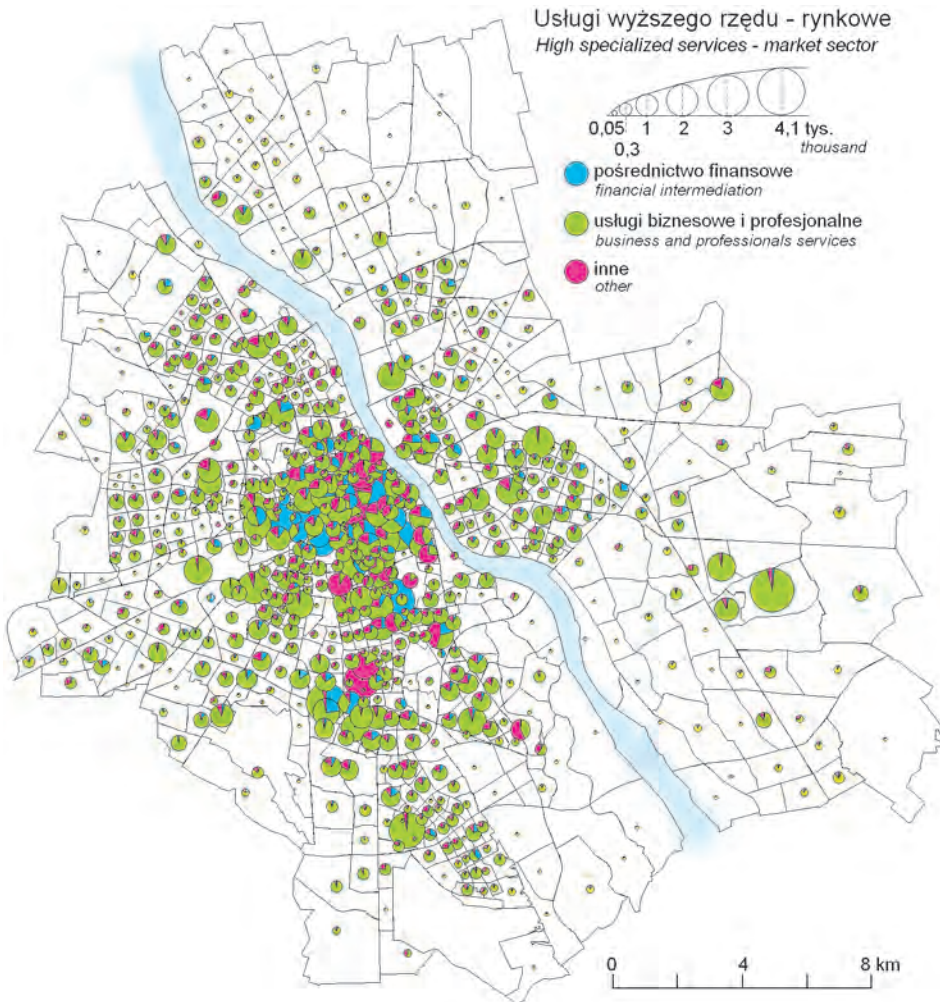 Usługi wyższego rzędu - rynkowe
High specialized services - market sector
0,05 1 2 3 4,1 tys.
0,3 thousand
pośrednictwo finansowe
financial intermediation
usługi biznesowe i profesjonalne
business and professionals services
inne
other
0 4 8 km